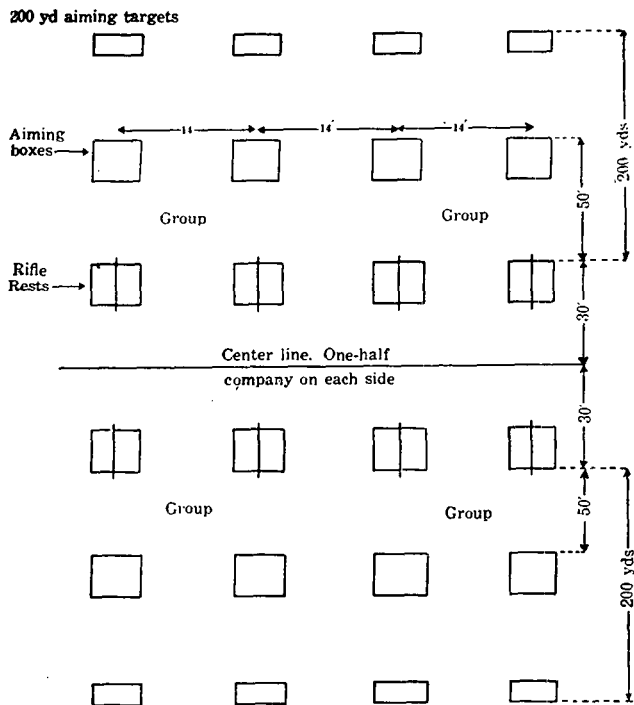 200 yd aiming targets
14 14′ 14′
Aiming
boxes
200 yds
50′
Group Group
Rifle
Rests
30′
Center line. One-half
company on each side
30′
Group Group
50′
200 yds